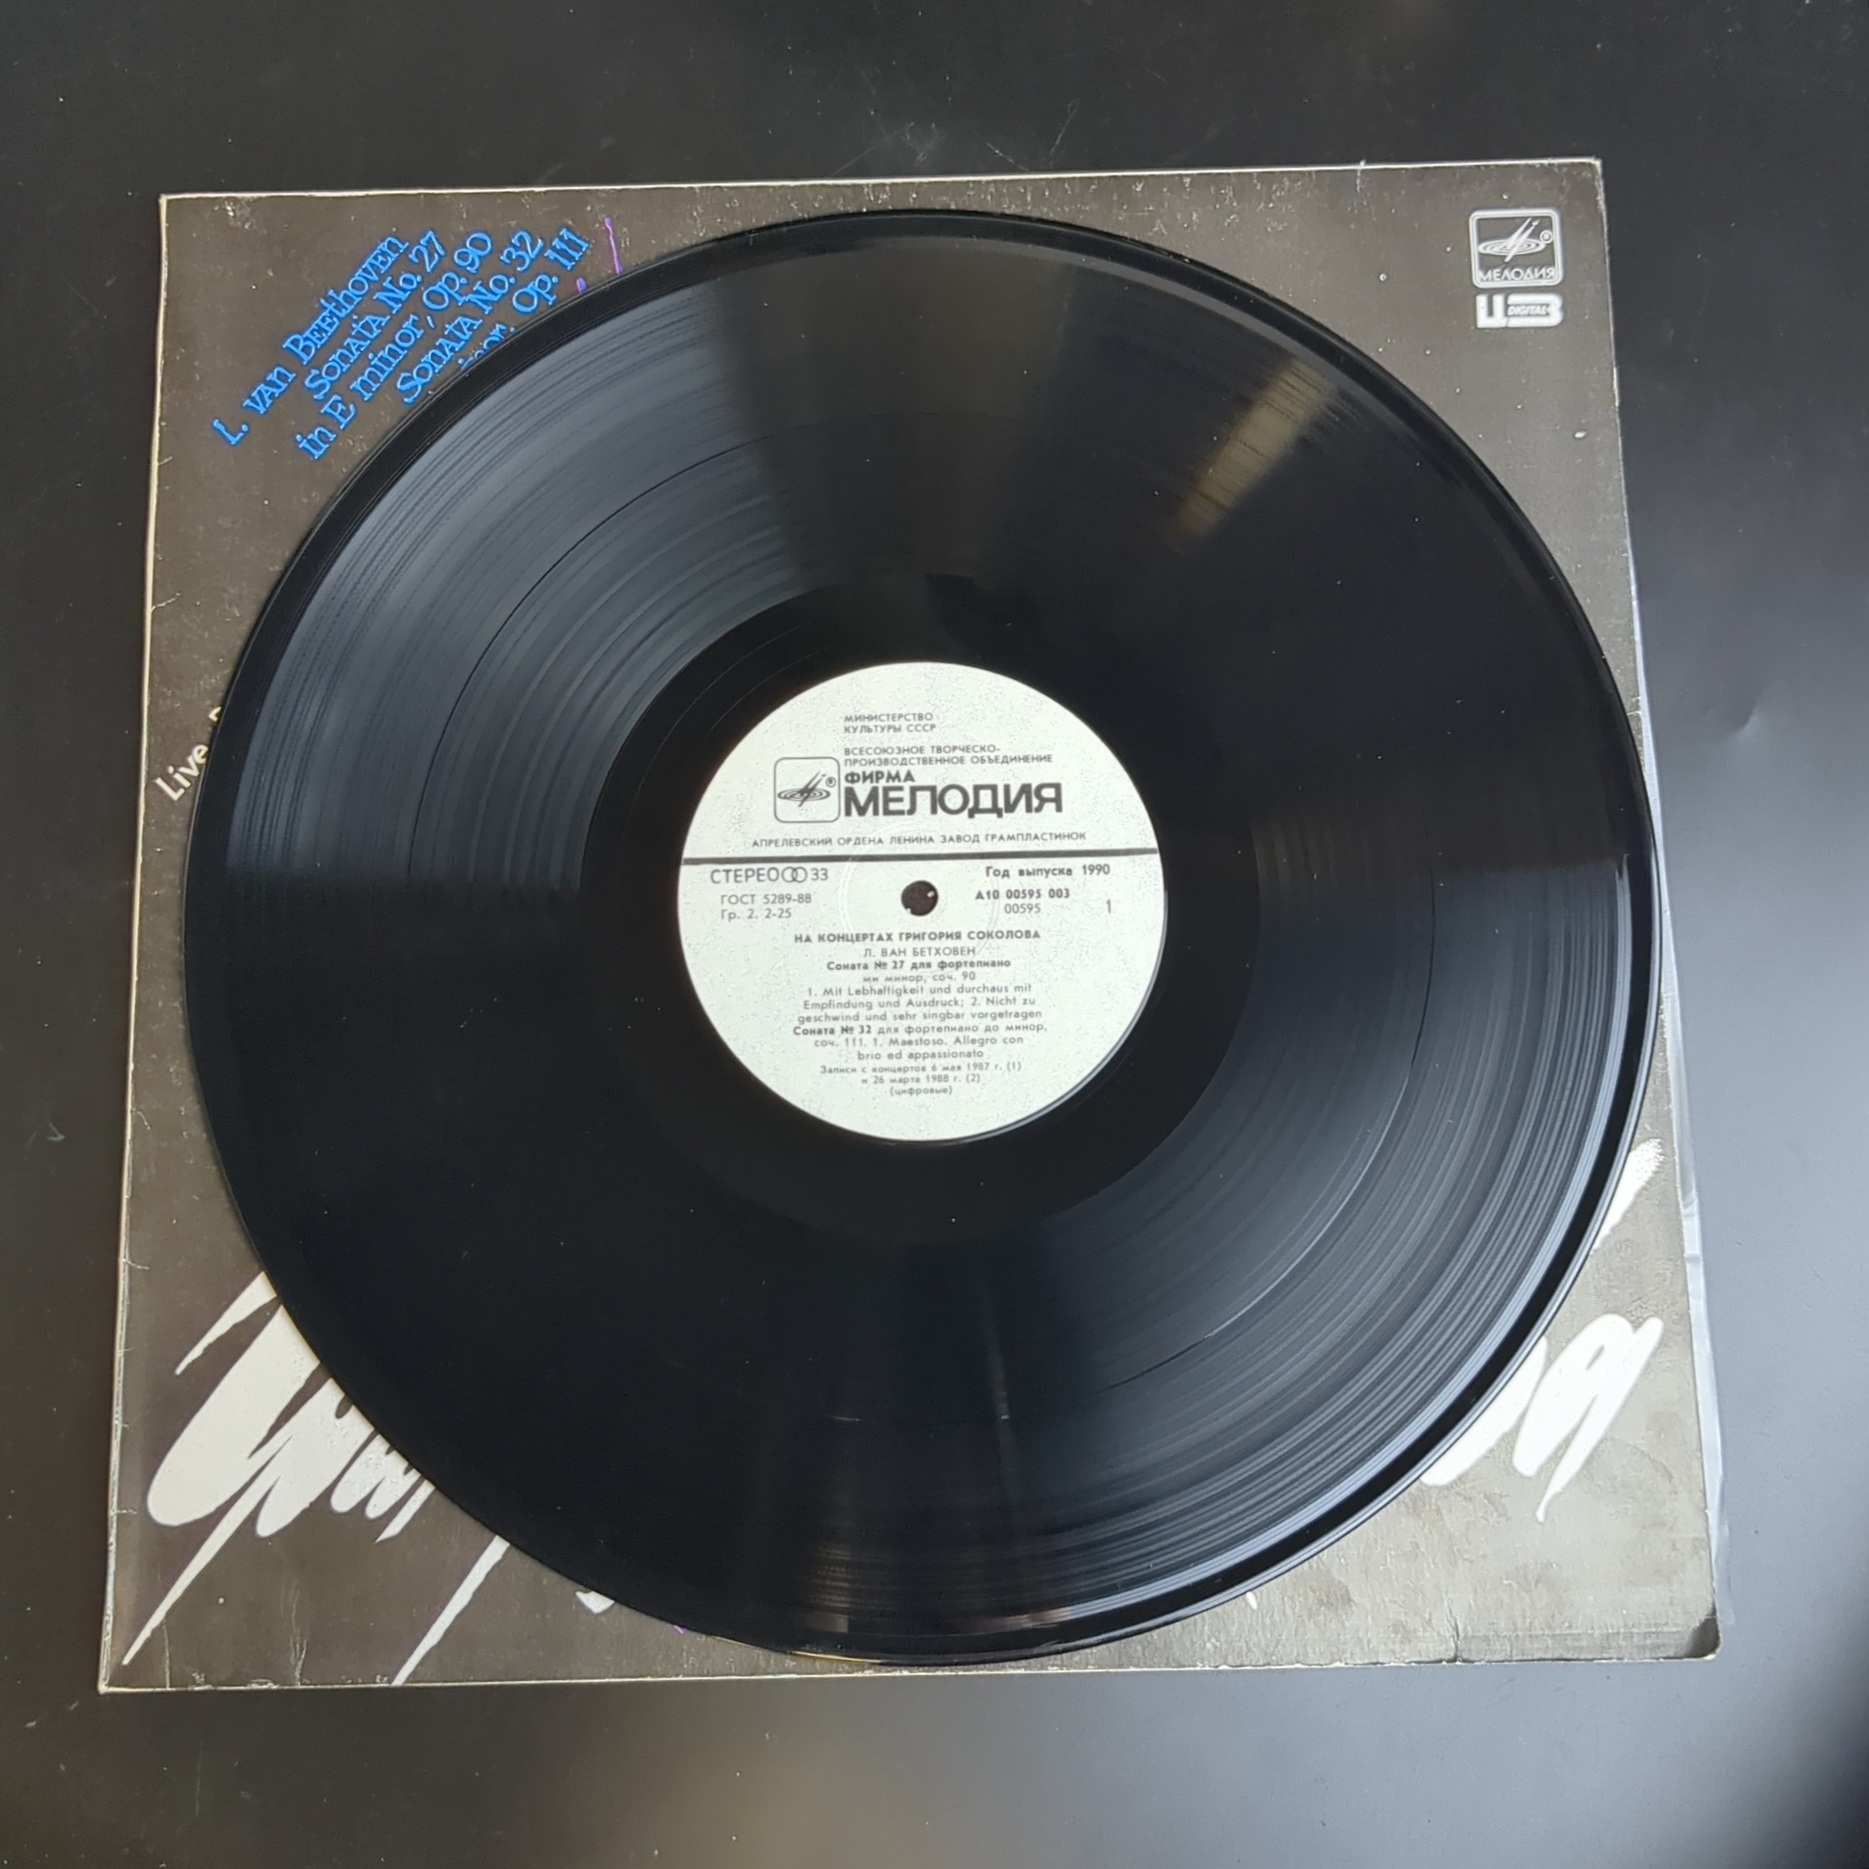 L. van Beethoven
Sonata No. 27
in E minor, Op. 90
Sonata No. 32
Op. 111
МЕЛОДИЯ
DIGITAL
Live
МИНИСТЕРСТВО
КУЛЬТУРЫ СССР
ВСЕСОЮЗНОЕ ТВОРЧЕСКО-
ПРОИЗВОДСТВЕННОЕ ОБЪЕДИНЕНИЕ
ФИРМА
МЕЛОДИЯ
АПРЕЛЕВСКИЙ ОРДЕНА ЛЕНИНА ЗАВОД ГРАМПЛАСТИНОК
СТЕРЕО 33
Год выпуска 1990
ГОСТ 5289-88
Гр. 2. 2-25
А10 00595 003
00595
1
НА КОНЦЕРТАХ ГРИГОРИЯ СОКОЛОВА
Л. ВАН БЕТХОВЕН
Соната № 27 для фортепиано
ми минор, соч. 90
1. Mit Lebhaftigkeit und durchaus mit
Empfindung und Ausdruck; 2. Nicht zu
geschwind und sehr singbar vorgetragen
Соната № 32 для фортепиано до минор,
соч. 111. 1. Maestoso. Allegro con
brio ed appassionato
Записи с концертов 6 мая 1987 г. (1)
и 26 марта 1988 г. (2)
(цифровые)